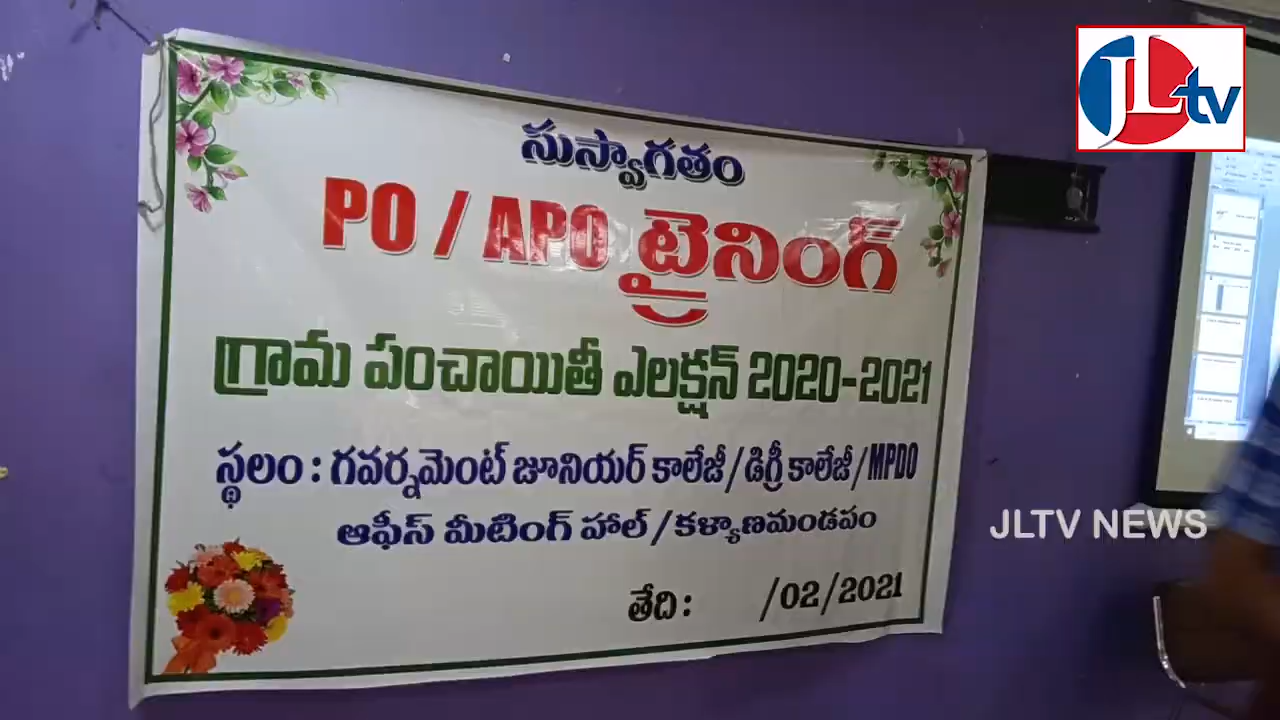 సుస్వాగతం
PO / APO ట్రైనింగ్
గ్రామ పంచాయితీ ఎలక్షన్ 2020-2021
స్థలం : గవర్నమెంట్ జూనియర్ కాలేజీ/డిగ్రీ కాలేజీ/MPDO
ఆఫీస్ మీటింగ్ హాల్/కళ్యాణమండపం
తేది : /02/2021
JLtv
JLTV NEWS